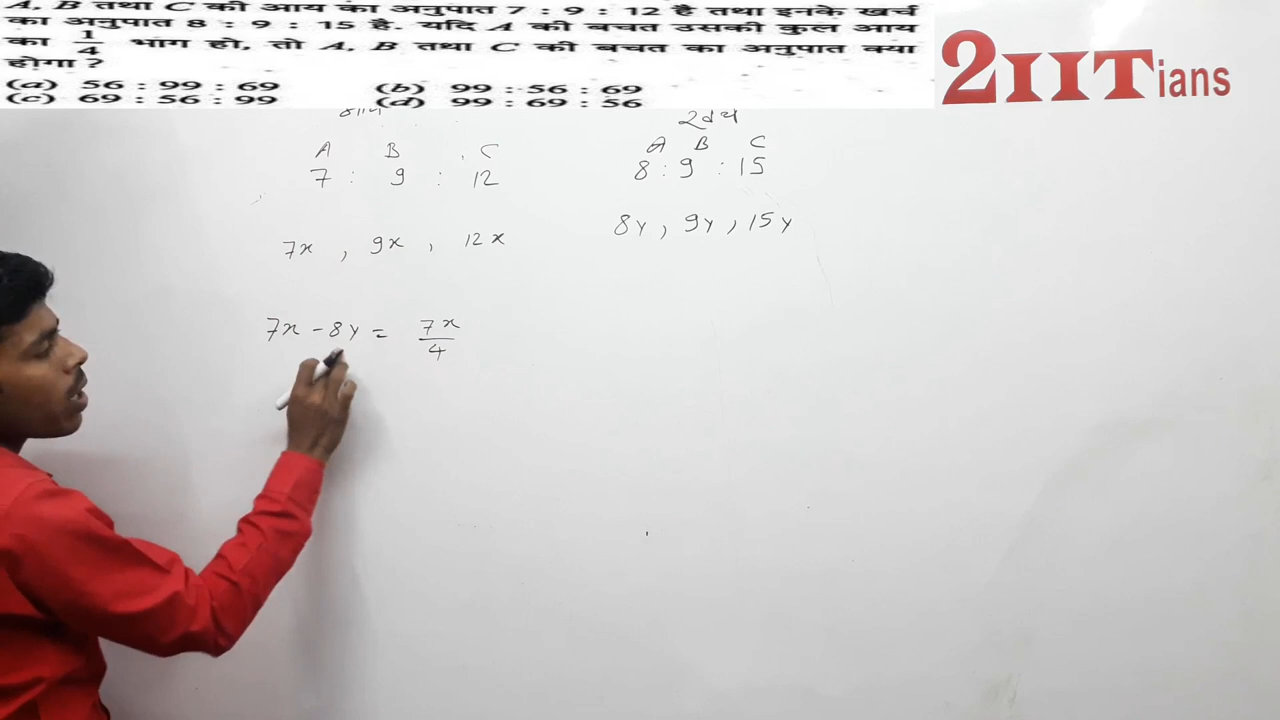 A, B तथा C की आय का अनुपात 7 : 9 : 12 है तथा इनके खर्च
का अनुपात 8 : 9 : 15 है. यदि A की बचत उसकी कुल आय
का 1/4 भाग हो, तो A, B तथा C की बचत का अनुपात क्या
होगा ?
(a) 56 : 99 : 69 (b) 99 : 56 : 69
(c) 69 : 56 : 99 (d) 99 : 69 : 56
2IITians
A B C
7 : 9 : 12
7x , 9x , 12x
A B C
8 : 9 : 15
8y , 9y , 15y
7x - 8y = 7x/4